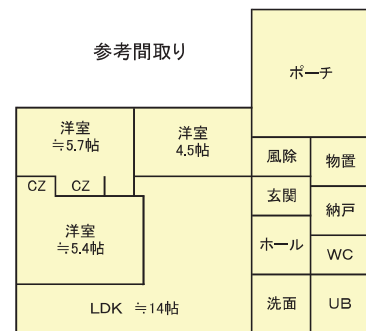 参考間取り
ポーチ
洋室
≒5.7帖
洋室
4.5帖
風除
物置
CZ
CZ
玄関
納戸
洋室
≒5.4帖
ホール
WC
LDK ≒14帖
洗面
UB